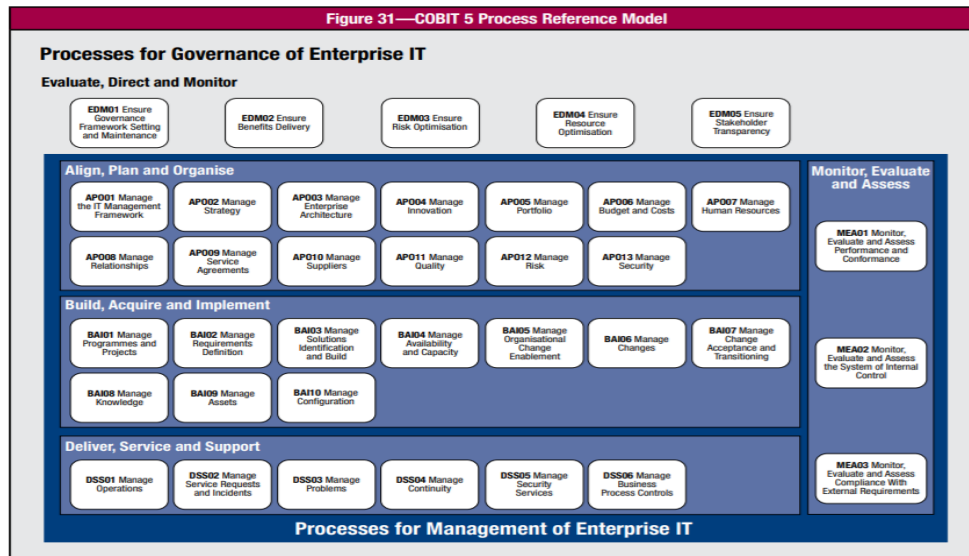 Figure 31—COBIT 5 Process Reference Model
Processes for Governance of Enterprise IT
Evaluate, Direct and Monitor
EDM01 Ensure
Governance
Framework Setting
and Maintenance
EDM02 Ensure
Benefits Delivery
EDM03 Ensure
Risk Optimisation
EDM04 Ensure
Resource
Optimisation
EDM05 Ensure
Stakeholder
Transparency
Align, Plan and Organise
APO01 Manage
the IT Management
Framework
APO02 Manage
Strategy
APO03 Manage
Enterprise
Architecture
APO04 Manage
Innovation
APO05 Manage
Portfolio
APO06 Manage
Budget and Costs
APO07 Manage
Human Resources
APO08 Manage
Relationships
APO09 Manage
Service
Agreements
APO10 Manage
Suppliers
APO11 Manage
Quality
APO12 Manage
Risk
APO13 Manage
Security
Build, Acquire and Implement
BAI01 Manage
Programmes and
Projects
BAI02 Manage
Requirements
Definition
BAI03 Manage
Solutions
Identification
and Build
BAI04 Manage
Availability
and Capacity
BAI05 Manage
Organisational
Change
Enablement
BAI06 Manage
Changes
BAI07 Manage
Change
Acceptance and
Transitioning
BAI08 Manage
Knowledge
BAI09 Manage
Assets
BAI10 Manage
Configuration
Deliver, Service and Support
DSS01 Manage
Operations
DSS02 Manage
Service Requests
and Incidents
DSS03 Manage
Problems
DSS04 Manage
Continuity
DSS05 Manage
Security
Services
DSS06 Manage
Business
Process Controls
Monitor, Evaluate
and Assess
MEA01 Monitor,
Evaluate and Assess
Performance and
Conformance
MEA02 Monitor,
Evaluate and Assess
the System of Internal
Control
MEA03 Monitor,
Evaluate and Assess
Compliance With
External Requirements
Processes for Management of Enterprise IT